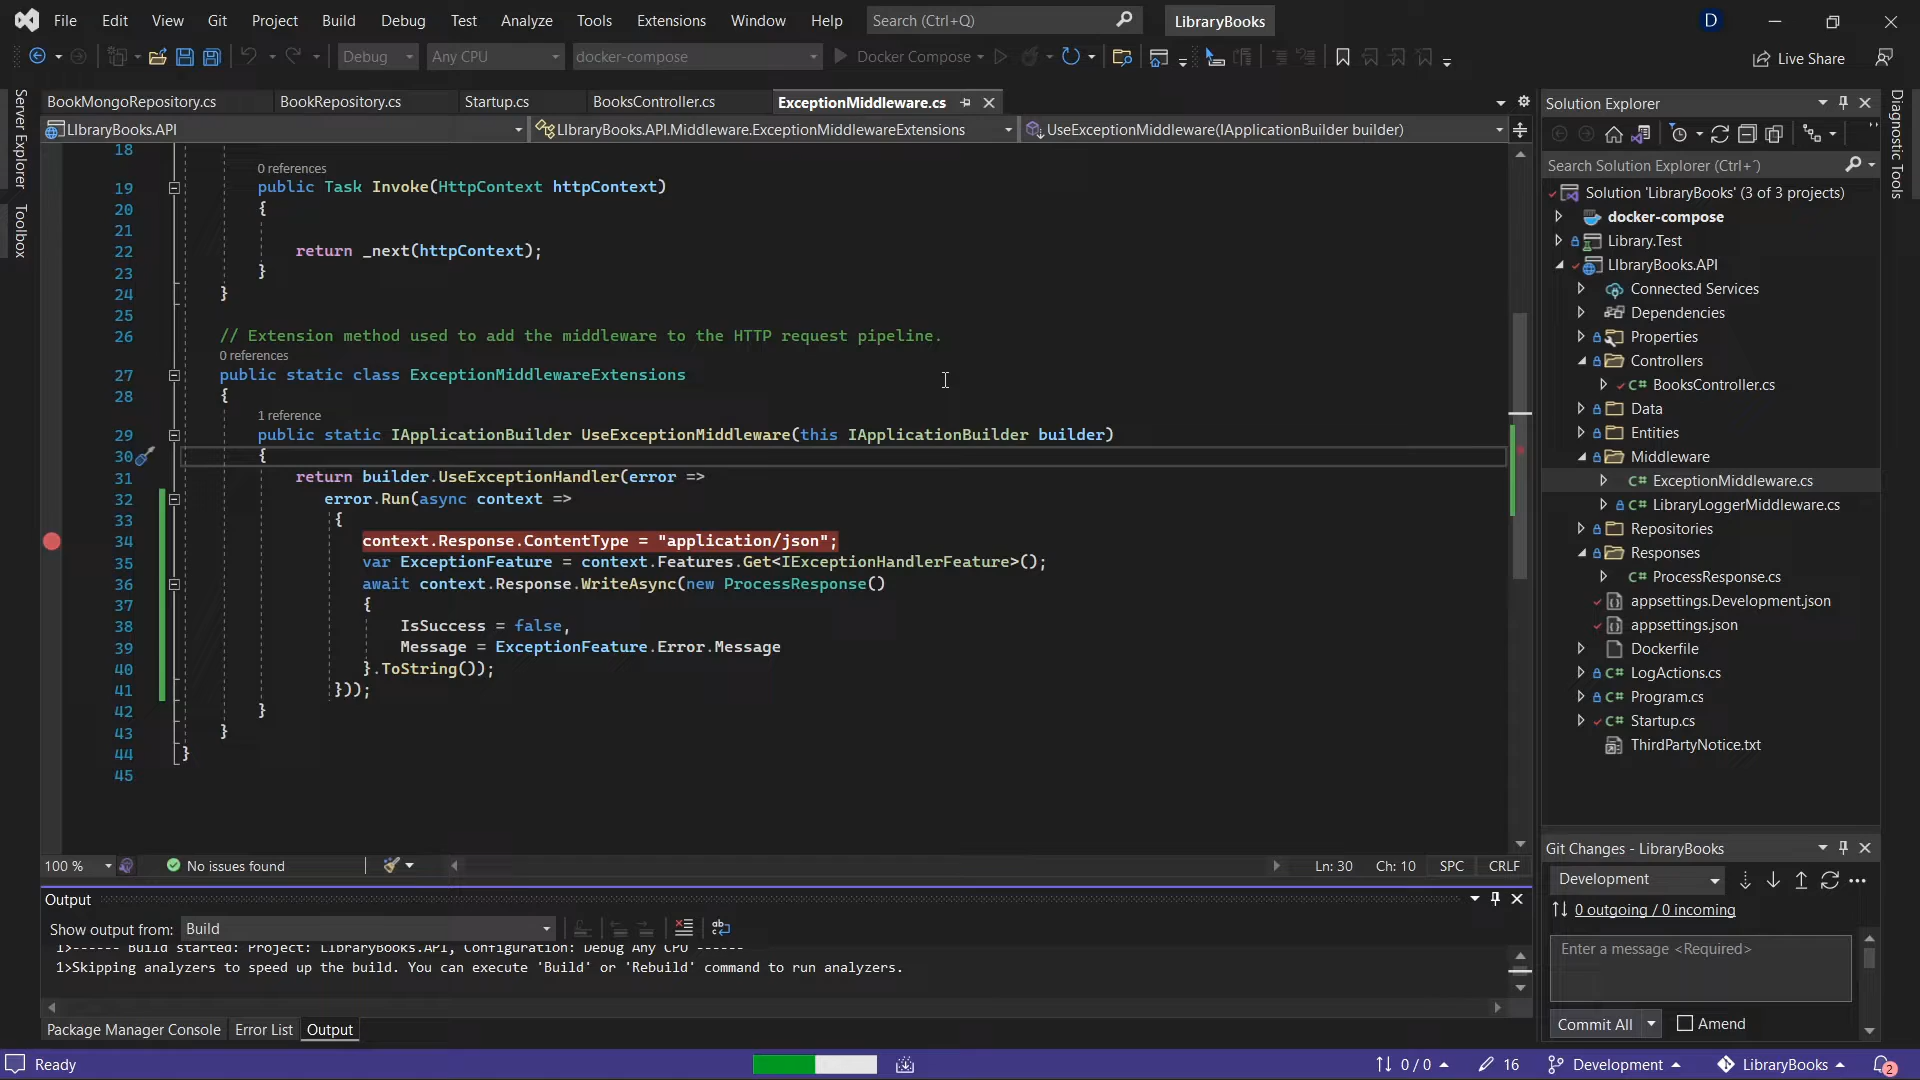 File Edit View Git Project Build Debug Test Analyze Tools Extensions Window Help Search (Ctrl+Q) LibraryBooks D
Debug Any CPU docker-compose Docker Compose Live Share
BookMongoRepository.cs BookRepository.cs Startup.cs BooksController.cs ExceptionMiddleware.cs
LIbraryBooks.API LIbraryBooks.API.Middleware.ExceptionMiddlewareExtensions UseExceptionMiddleware(IApplicationBuilder builder)
Server Explorer
Toolbox
18
0 references
19 public Task Invoke(HttpContext httpContext)
20 {
21
22 return _next(httpContext);
23 }
24 }
25
26 // Extension method used to add the middleware to the HTTP request pipeline.
0 references
27 public static class ExceptionMiddlewareExtensions
28 {
1 reference
29 public static IApplicationBuilder UseExceptionMiddleware(this IApplicationBuilder builder)
30 {
31 return builder.UseExceptionHandler(error =>
32 error.Run(async context =>
33 {
34 context.Response.ContentType = "application/json";
35 var ExceptionFeature = context.Features.Get<IExceptionHandlerFeature>();
36 await context.Response.WriteAsync(new ProcessResponse()
37 {
38 IsSuccess = false,
39 Message = ExceptionFeature.Error.Message
40 }.ToString());
41 }));
42 }
43 }
44 }
45
100 % No issues found Ln: 30 Ch: 10 SPC CRLF
Output
Show output from: Build
1>------ Build started: Project: LIbraryBooks.API, Configuration: Debug Any CPU ------
1>Skipping analyzers to speed up the build. You can execute 'Build' or 'Rebuild' command to run analyzers.
Package Manager Console Error List Output
Solution Explorer
Search Solution Explorer (Ctrl+´)
Solution 'LibraryBooks' (3 of 3 projects)
docker-compose
Library.Test
LIbraryBooks.API
Connected Services
Dependencies
Properties
Controllers
C# BooksController.cs
Data
Entities
Middleware
C# ExceptionMiddleware.cs
C# LibraryLoggerMiddleware.cs
Repositories
Responses
C# ProcessResponse.cs
appsettings.Development.json
appsettings.json
Dockerfile
C# LogActions.cs
C# Program.cs
C# Startup.cs
ThirdPartyNotice.txt
Diagnostic Tools
Git Changes - LibraryBooks
Development
0 outgoing / 0 incoming
Enter a message <Required>
Commit All Amend
Ready 0 / 0 16 Development LibraryBooks 2